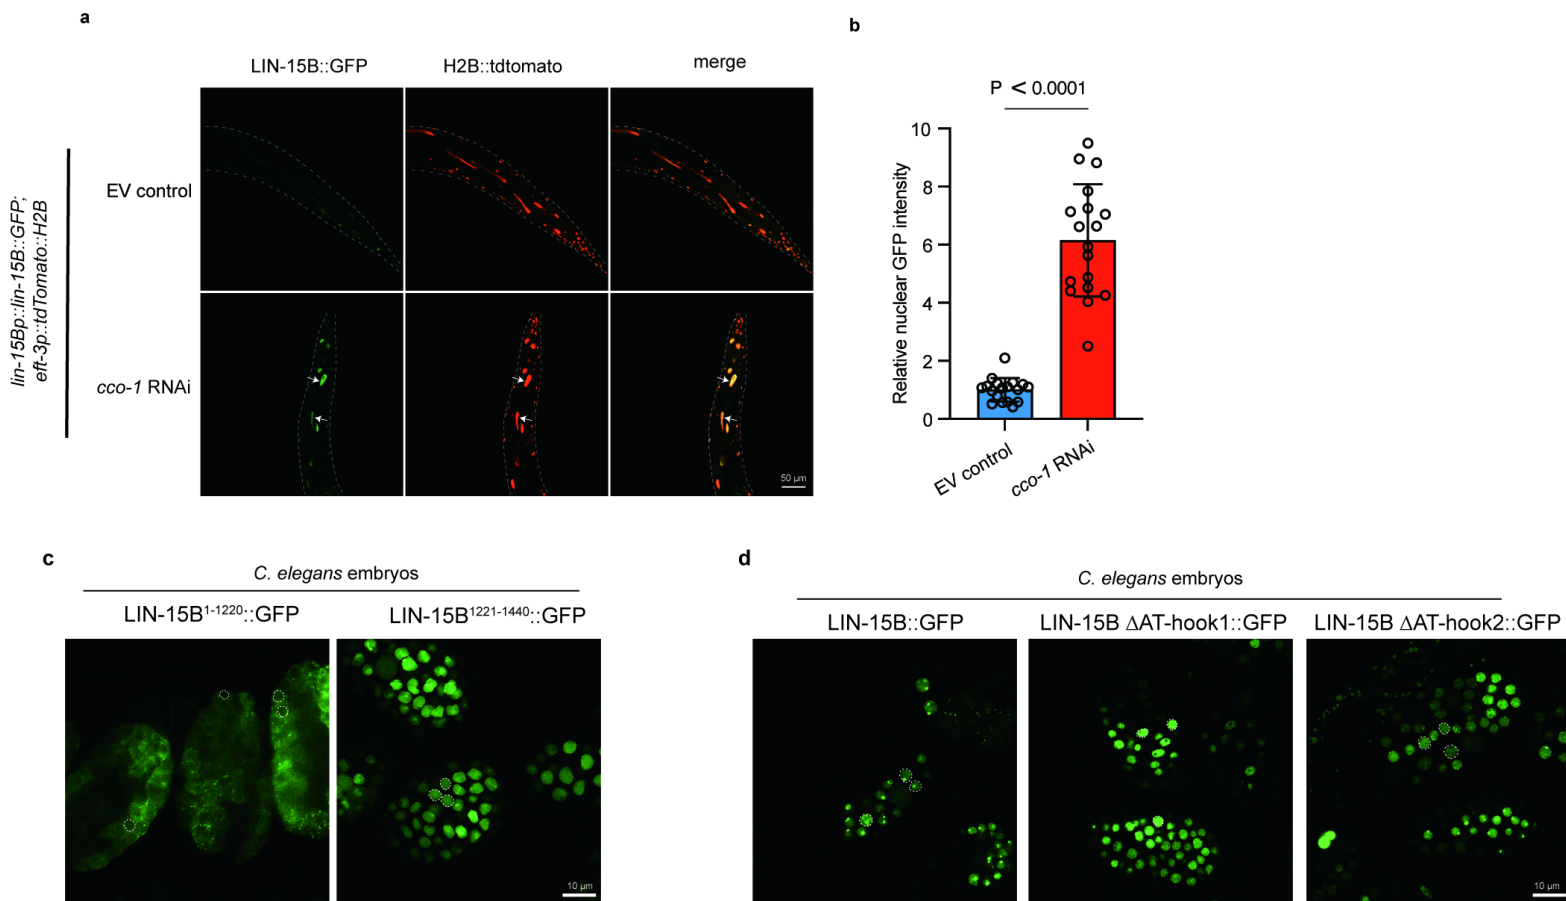 a
LIN-15B::GFP
H2B::tdtomato
merge
lin-15Bp::lin-15B::GFP;
eft-3p::tdTomato::H2B
EV control
cco-1 RNAi
50 µm
b
P < 0.0001
Relative nuclear GFP intensity
10
8
6
4
2
0
EV control
cco-1 RNAi
c
C. elegans embryos
LIN-15B¹⁻¹²²⁰::GFP
LIN-15B¹²²¹⁻¹⁴⁴⁰::GFP
10 µm
d
C. elegans embryos
LIN-15B::GFP
LIN-15B ΔAT-hook1::GFP
LIN-15B ΔAT-hook2::GFP
10 µm